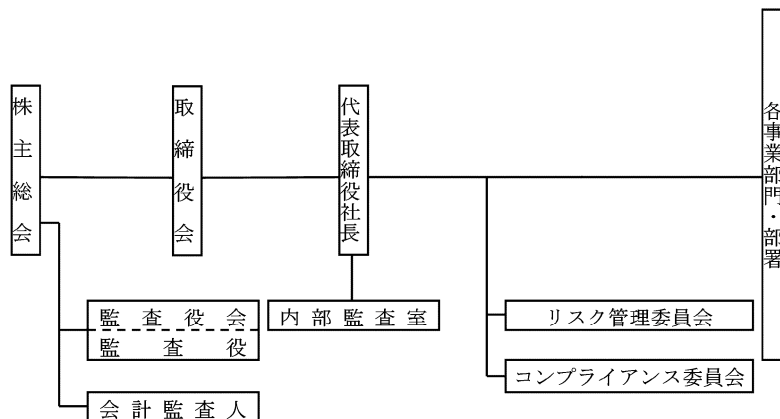 株主総会
取締役会
代表取締役社長
各事業部門・部署
監査役会
監査役
内部監査室
リスク管理委員会
コンプライアンス委員会
会計監査人